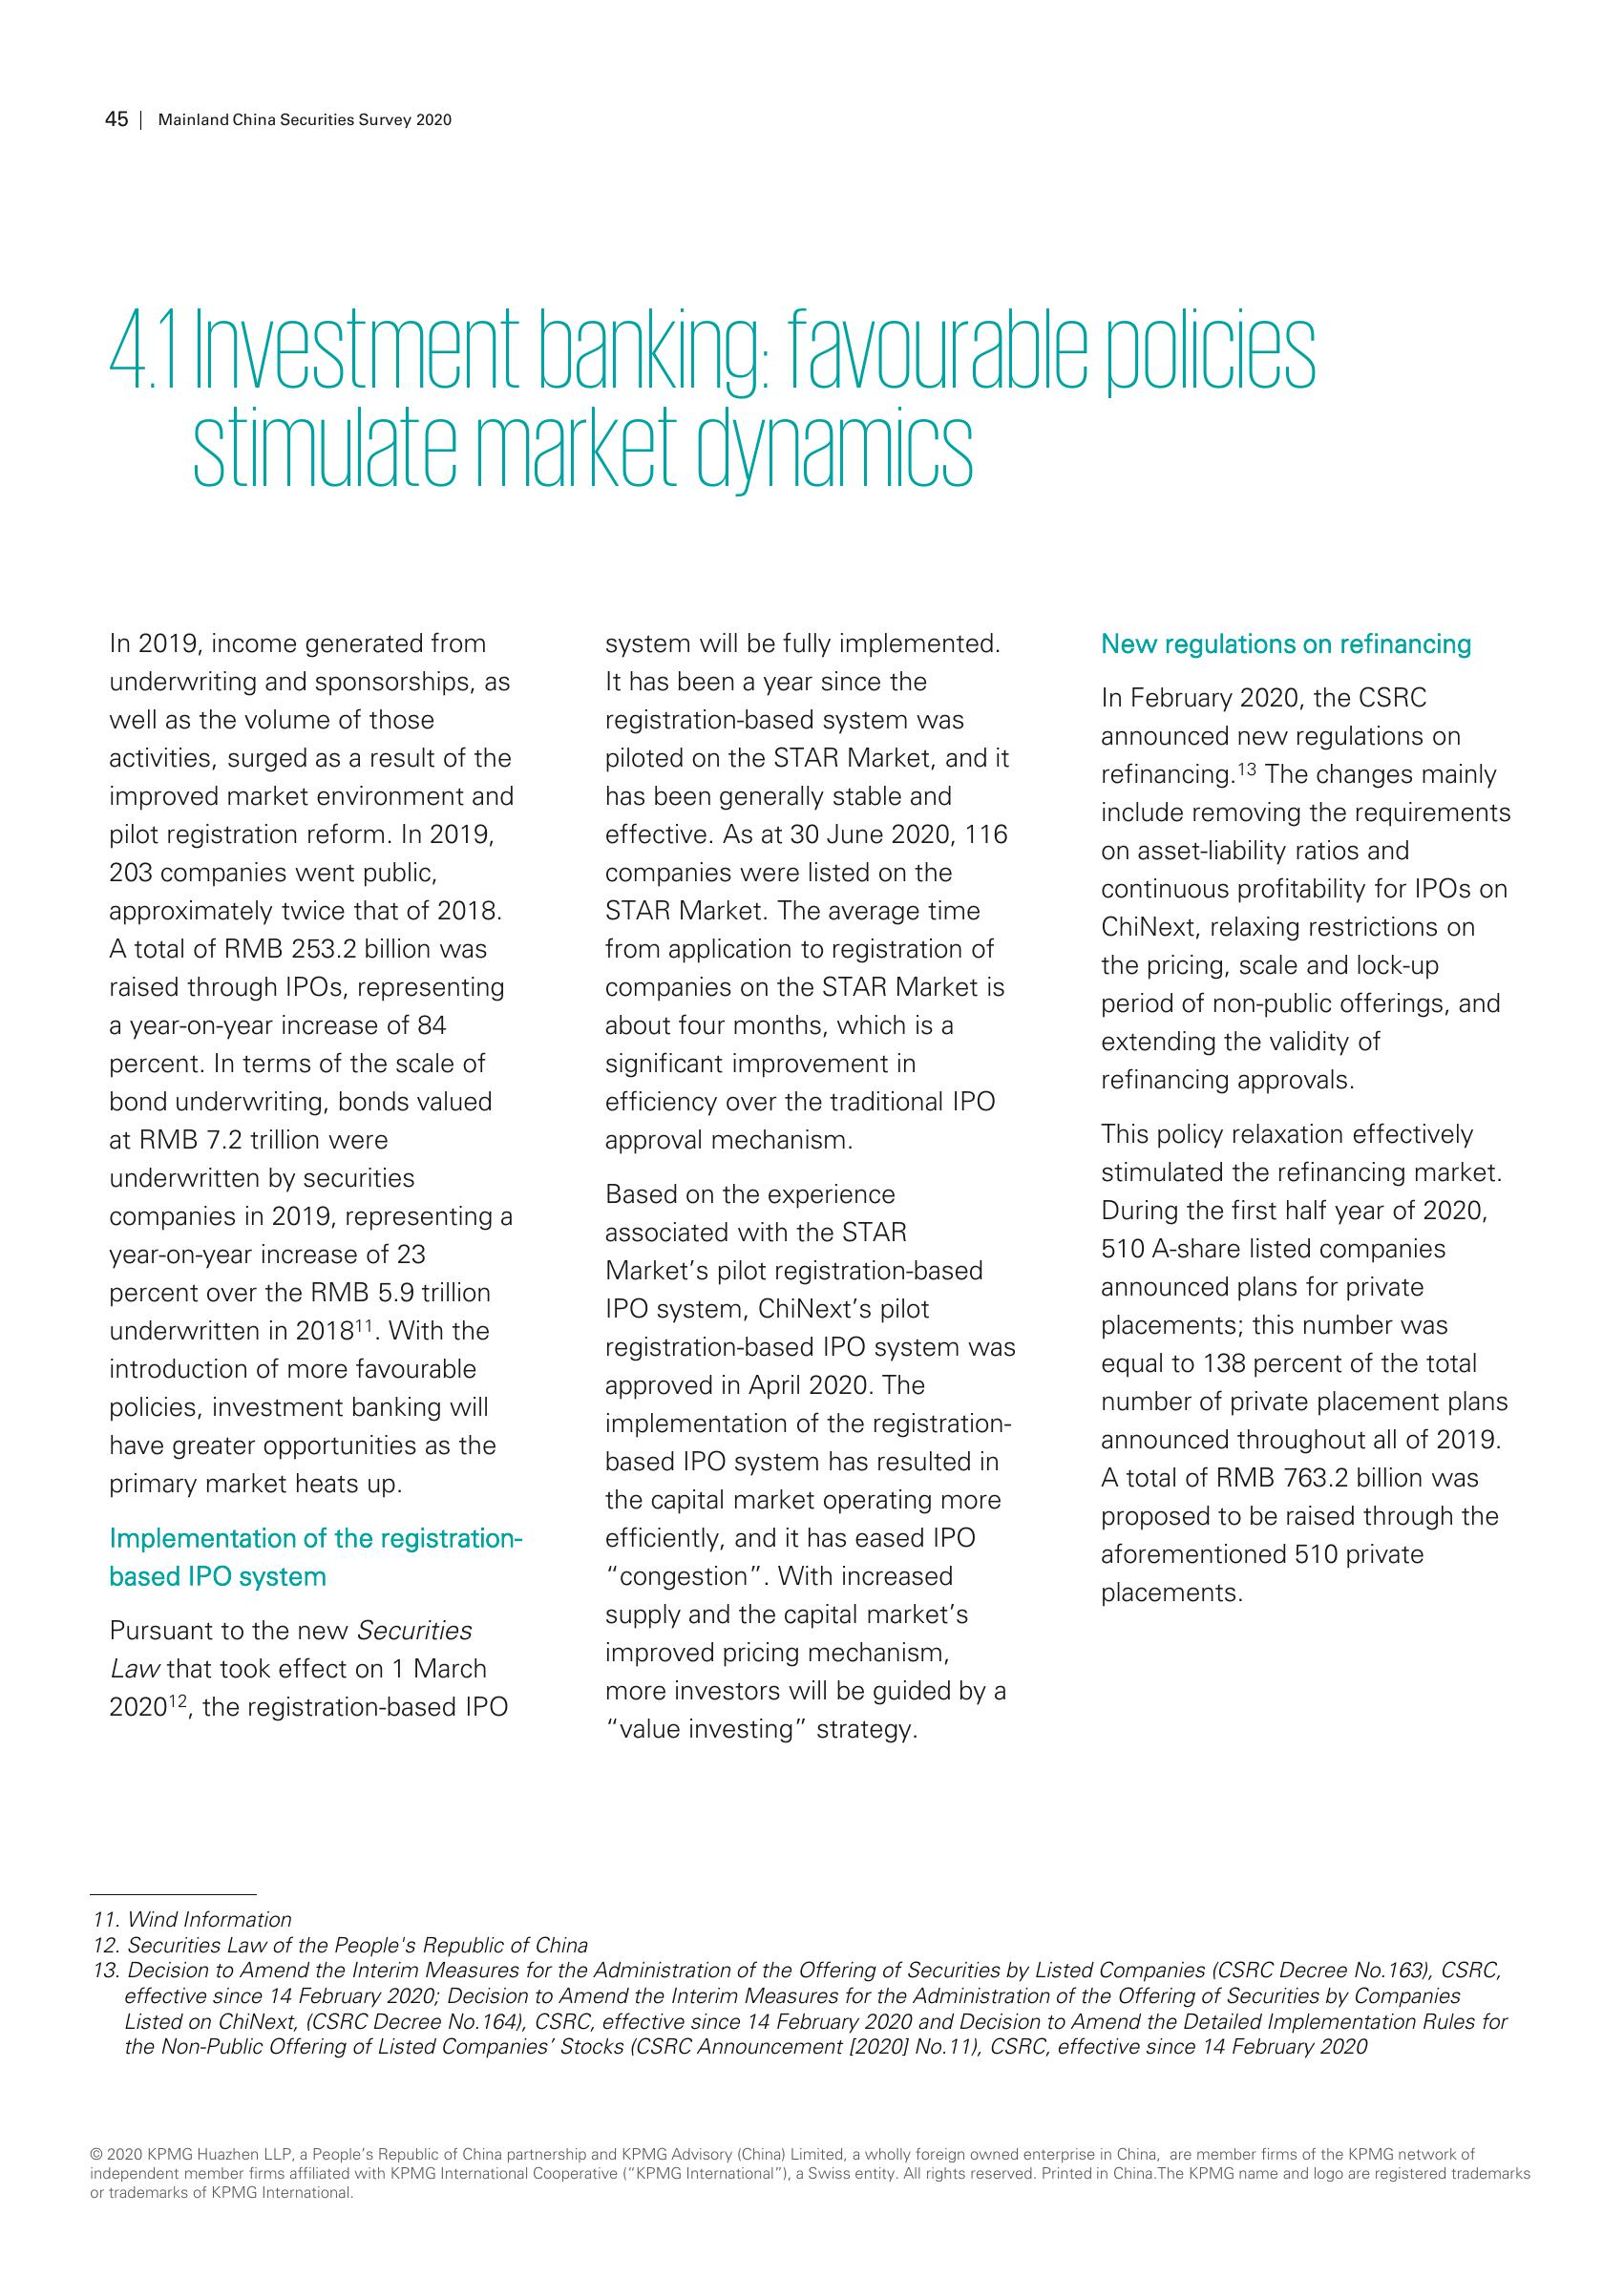 45 | Mainland China Securities Survey 2020
4.1 Investment banking: favourable policies
stimulate market dynamics
In 2019, income generated from
underwriting and sponsorships, as
well as the volume of those
activities, surged as a result of the
improved market environment and
pilot registration reform. In 2019,
203 companies went public,
approximately twice that of 2018.
A total of RMB 253.2 billion was
raised through IPOs, representing
a year-on-year increase of 84
percent. In terms of the scale of
bond underwriting, bonds valued
at RMB 7.2 trillion were
underwritten by securities
companies in 2019, representing a
year-on-year increase of 23
percent over the RMB 5.9 trillion
underwritten in 2018¹¹. With the
introduction of more favourable
policies, investment banking will
have greater opportunities as the
primary market heats up.
Implementation of the registration-
based IPO system
Pursuant to the new Securities
Law that took effect on 1 March
2020¹², the registration-based IPO
system will be fully implemented.
It has been a year since the
registration-based system was
piloted on the STAR Market, and it
has been generally stable and
effective. As at 30 June 2020, 116
companies were listed on the
STAR Market. The average time
from application to registration of
companies on the STAR Market is
about four months, which is a
significant improvement in
efficiency over the traditional IPO
approval mechanism.
Based on the experience
associated with the STAR
Market’s pilot registration-based
IPO system, ChiNext’s pilot
registration-based IPO system was
approved in April 2020. The
implementation of the registration-
based IPO system has resulted in
the capital market operating more
efficiently, and it has eased IPO
“congestion”. With increased
supply and the capital market’s
improved pricing mechanism,
more investors will be guided by a
“value investing” strategy.
New regulations on refinancing
In February 2020, the CSRC
announced new regulations on
refinancing.¹³ The changes mainly
include removing the requirements
on asset-liability ratios and
continuous profitability for IPOs on
ChiNext, relaxing restrictions on
the pricing, scale and lock-up
period of non-public offerings, and
extending the validity of
refinancing approvals.
This policy relaxation effectively
stimulated the refinancing market.
During the first half year of 2020,
510 A-share listed companies
announced plans for private
placements; this number was
equal to 138 percent of the total
number of private placement plans
announced throughout all of 2019.
A total of RMB 763.2 billion was
proposed to be raised through the
aforementioned 510 private
placements.
11. Wind Information
12. Securities Law of the People's Republic of China
13. Decision to Amend the Interim Measures for the Administration of the Offering of Securities by Listed Companies (CSRC Decree No.163), CSRC,
effective since 14 February 2020; Decision to Amend the Interim Measures for the Administration of the Offering of Securities by Companies
Listed on ChiNext, (CSRC Decree No.164), CSRC, effective since 14 February 2020 and Decision to Amend the Detailed Implementation Rules for
the Non-Public Offering of Listed Companies’ Stocks (CSRC Announcement [2020] No.11), CSRC, effective since 14 February 2020
© 2020 KPMG Huazhen LLP, a People’s Republic of China partnership and KPMG Advisory (China) Limited, a wholly foreign owned enterprise in China, are member firms of the KPMG network of
independent member firms affiliated with KPMG International Cooperative (“KPMG International”), a Swiss entity. All rights reserved. Printed in China.The KPMG name and logo are registered trademarks
or trademarks of KPMG International.